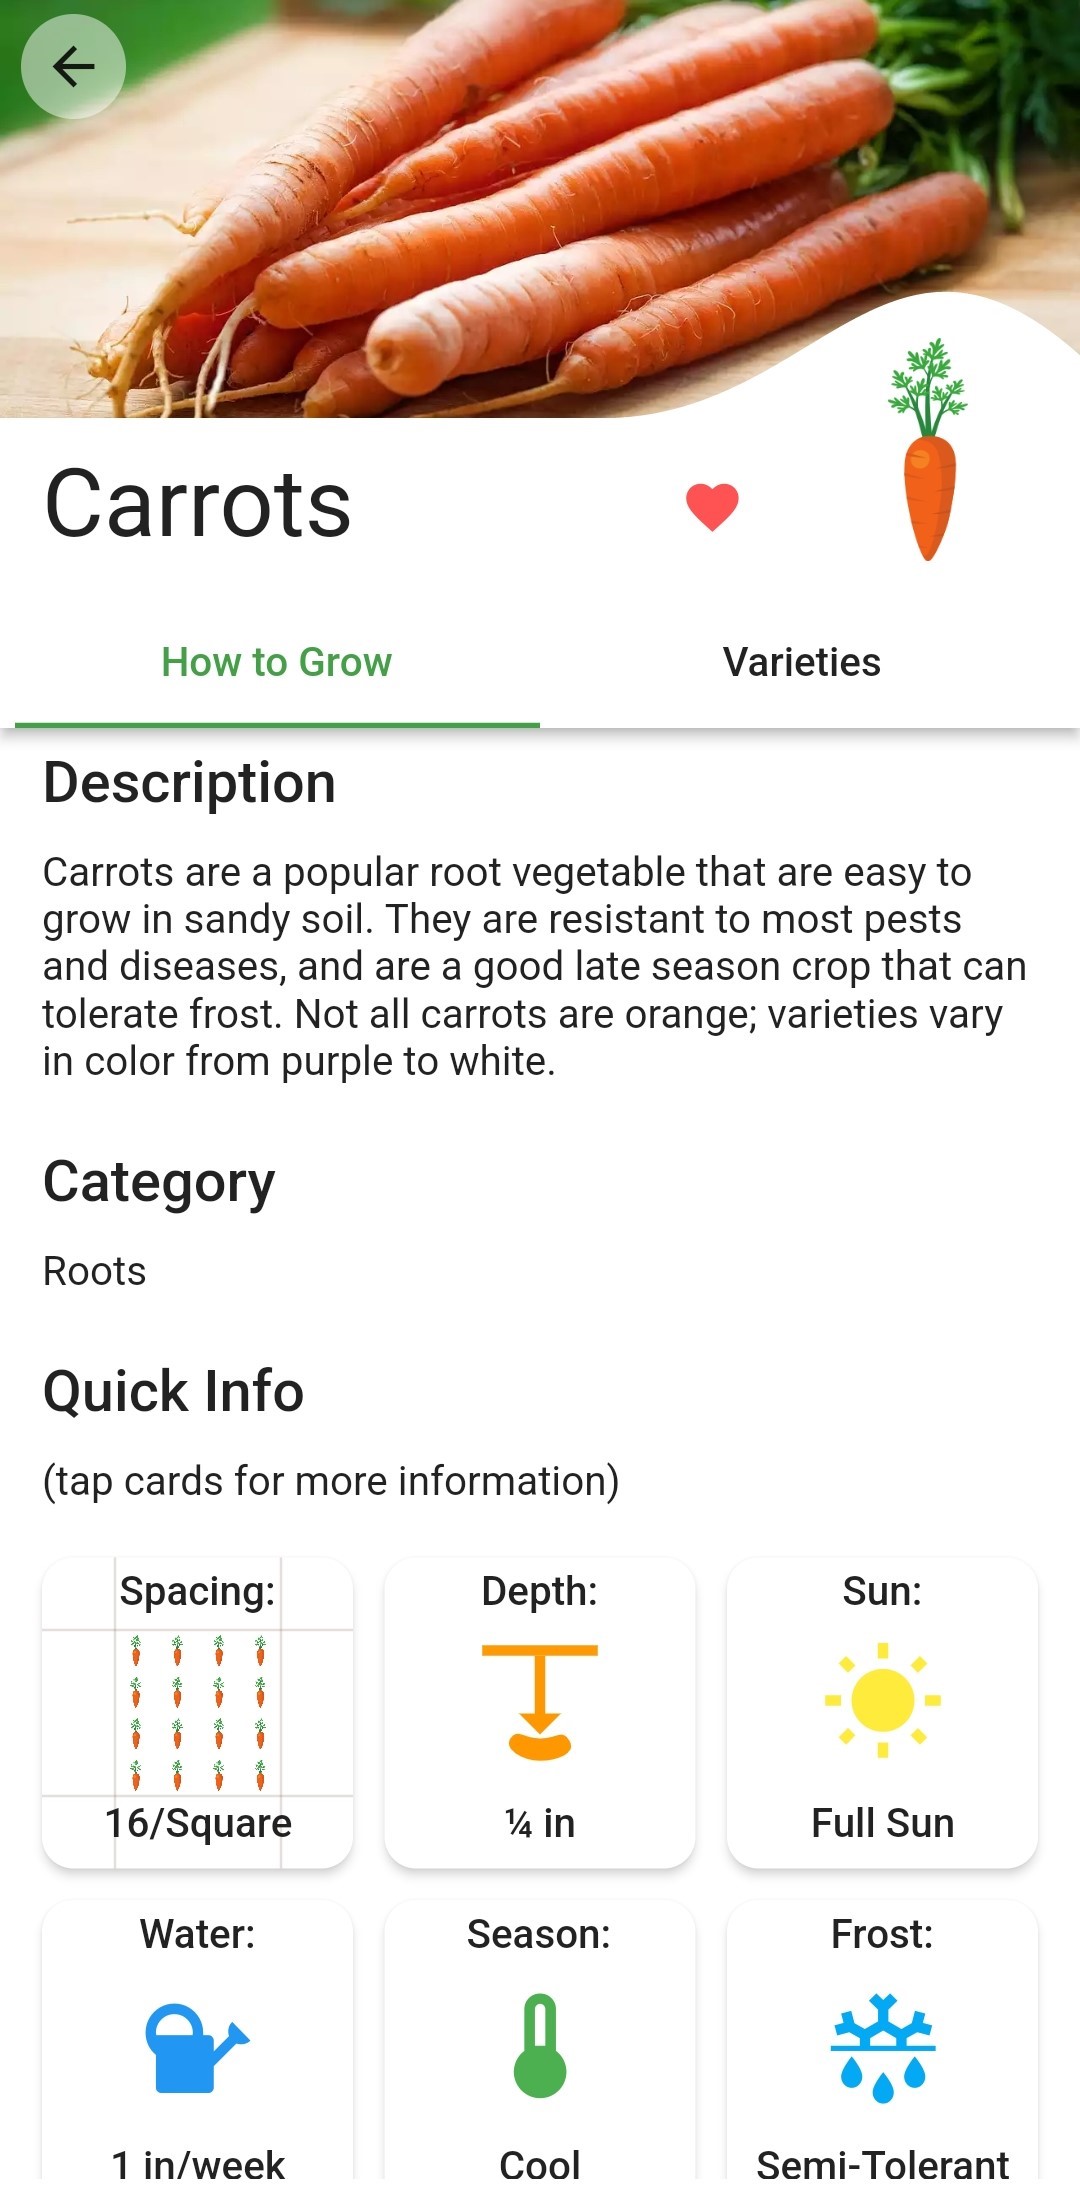 Carrots
How to Grow
Varieties
Description
Carrots are a popular root vegetable that are easy to
grow in sandy soil. They are resistant to most pests
and diseases, and are a good late season crop that can
tolerate frost. Not all carrots are orange; varieties vary
in color from purple to white.
Category
Roots
Quick Info
(tap cards for more information)
Spacing:
16/Square
Depth:
¼ in
Sun:
Full Sun
Water:
1 in/week
Season:
Cool
Frost:
Semi-Tolerant